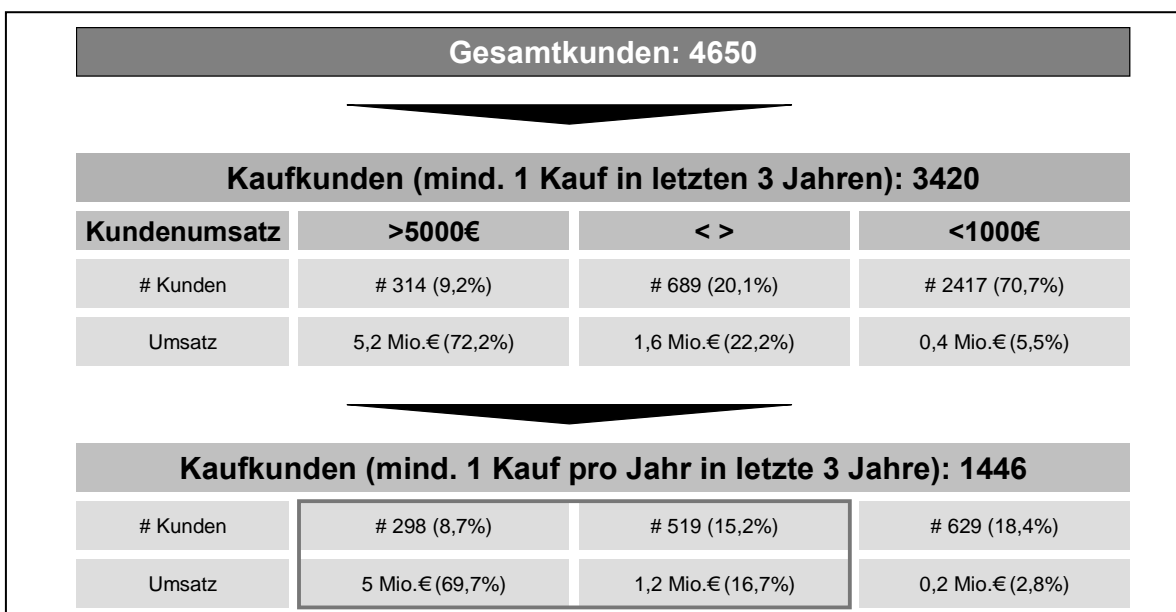 Gesamtkunden: 4650
Kaufkunden (mind. 1 Kauf in letzten 3 Jahren): 3420
Kundenumsatz >5000€ < > <1000€
# Kunden # 314 (9,2%) # 689 (20,1%) # 2417 (70,7%)
Umsatz 5,2 Mio.€ (72,2%) 1,6 Mio.€ (22,2%) 0,4 Mio.€ (5,5%)
Kaufkunden (mind. 1 Kauf pro Jahr in letzte 3 Jahre): 1446
# Kunden # 298 (8,7%) # 519 (15,2%) # 629 (18,4%)
Umsatz 5 Mio.€ (69,7%) 1,2 Mio.€ (16,7%) 0,2 Mio.€ (2,8%)